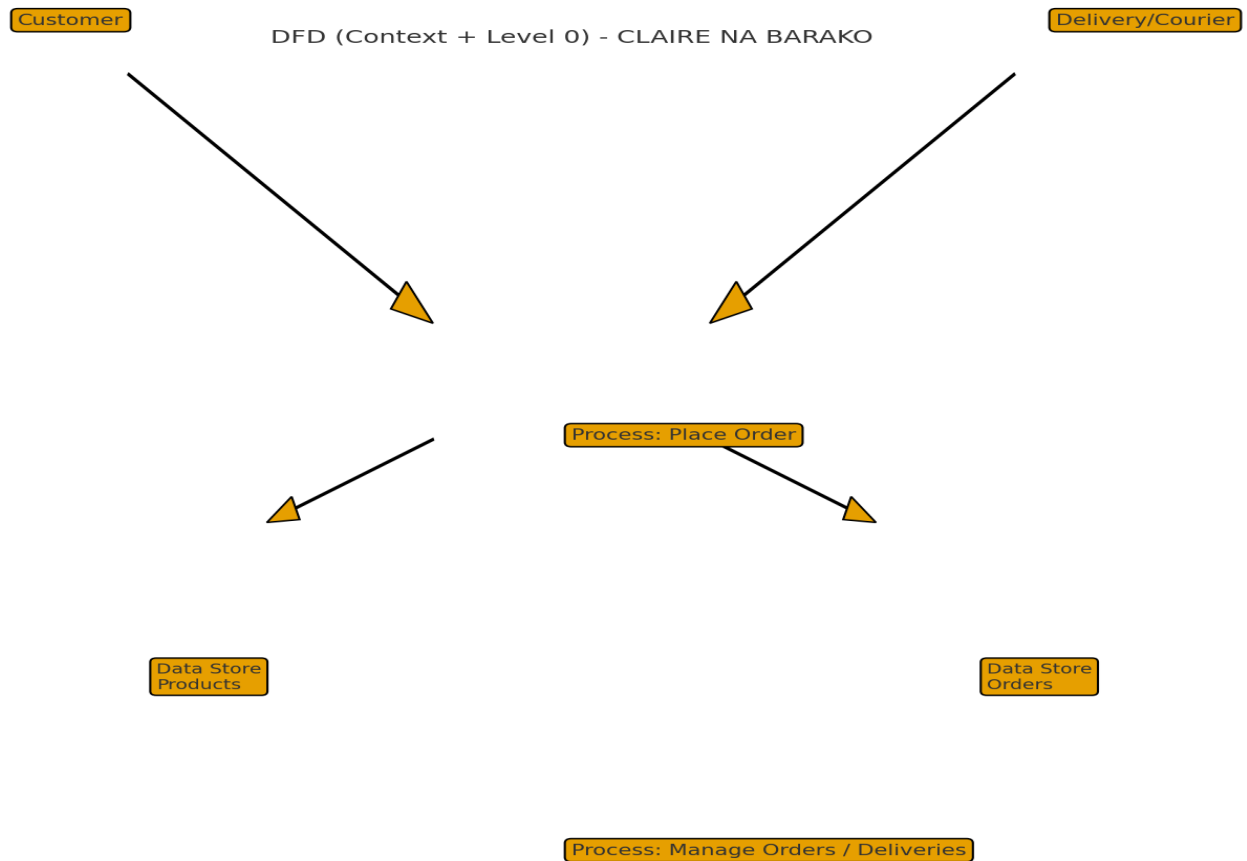 Customer
Delivery/Courier
DFD (Context + Level 0) - CLAIRE NA BARAKO
Process: Place Order
Data Store
Products
Data Store
Orders
Process: Manage Orders / Deliveries